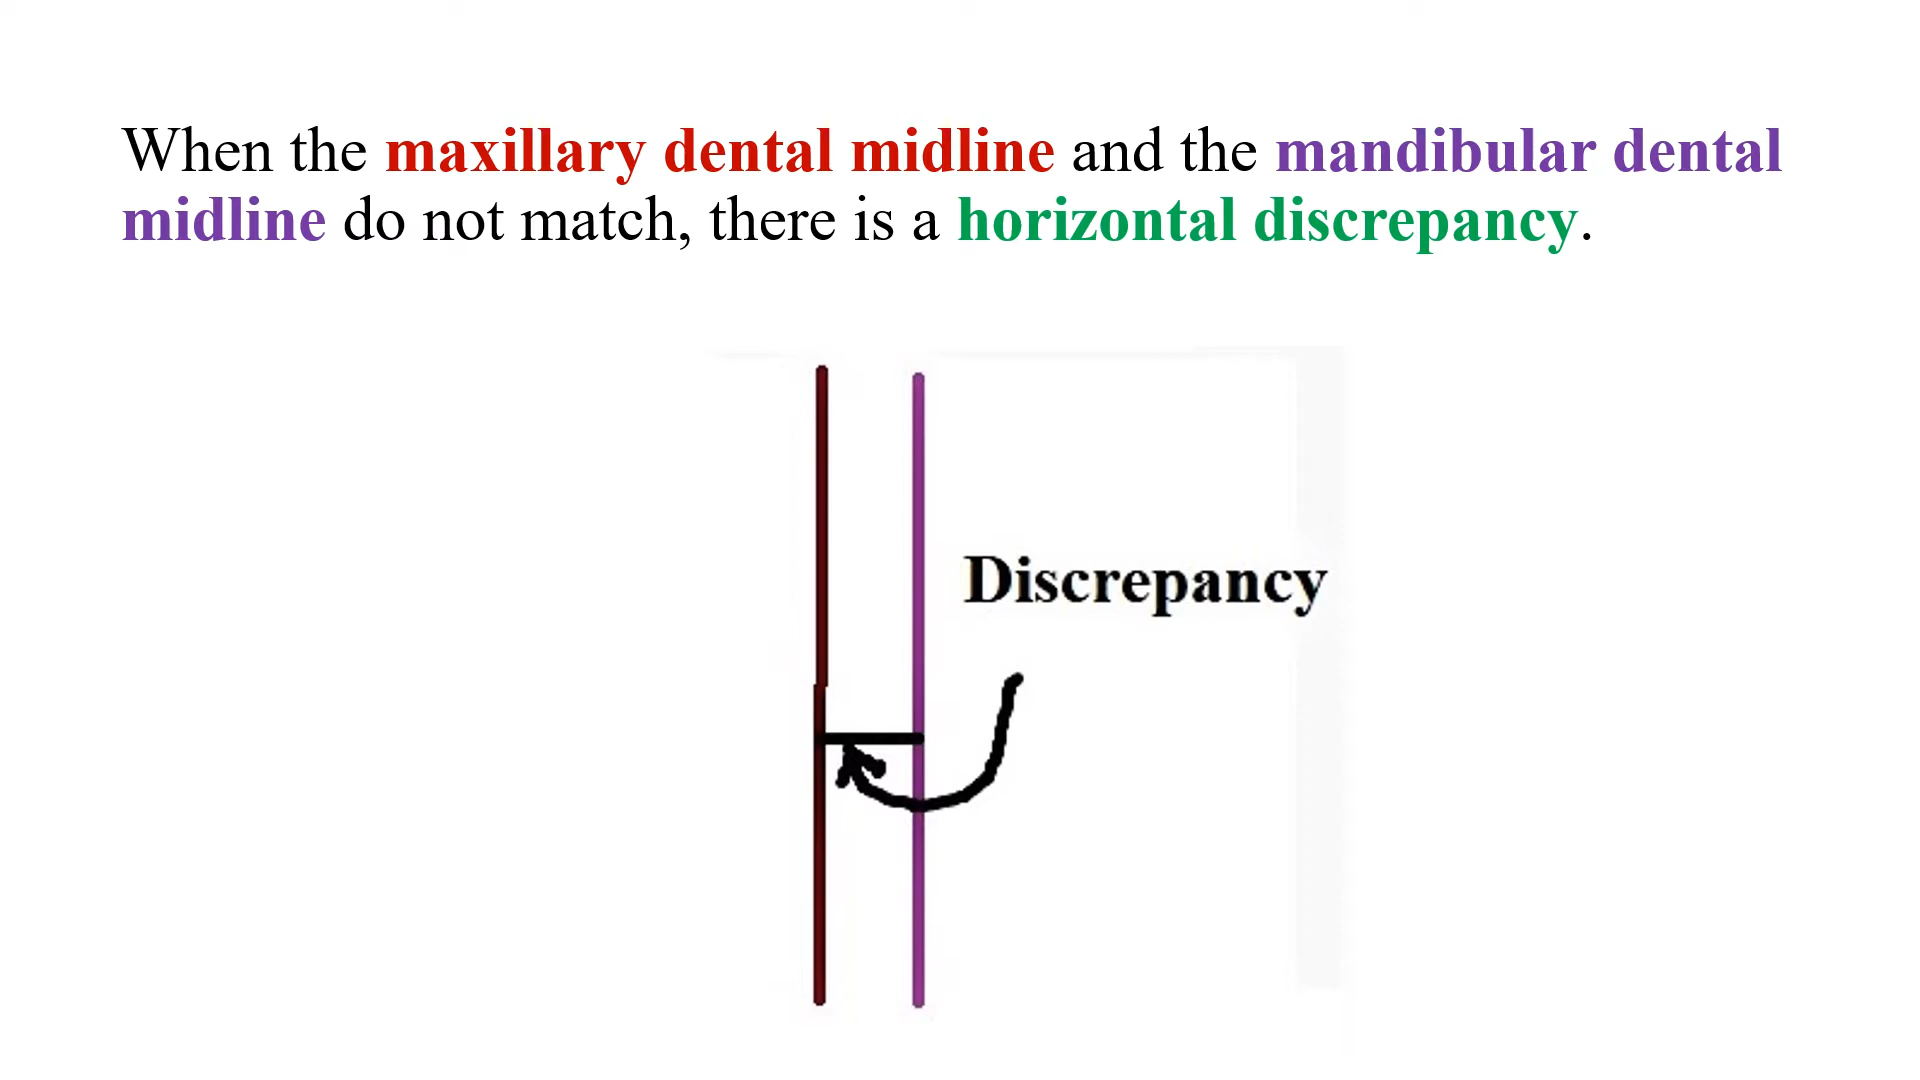 When the maxillary dental midline and the mandibular dental
midline do not match, there is a horizontal discrepancy.
Discrepancy